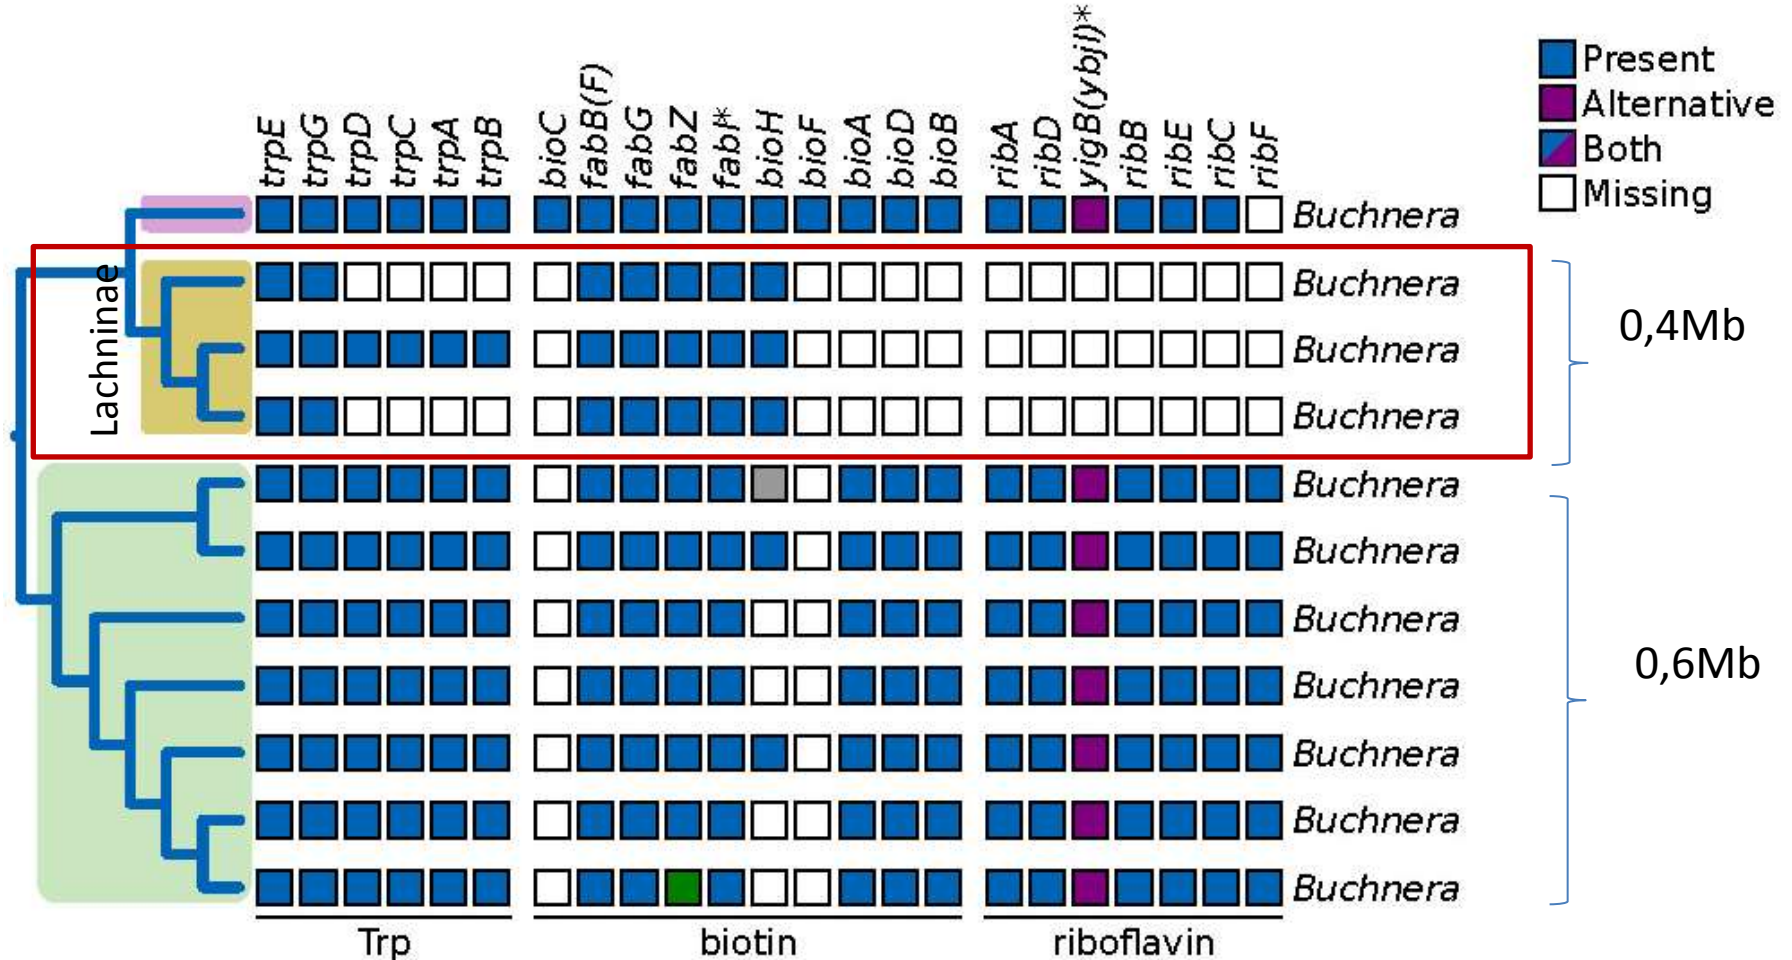 trpE
trpG
trpD
trpC
trpA
trpB
bioC
fabB(F)
fabG
fabZ
fabI*
bioH
bioF
bioA
bioD
bioB
ribA
ribD
yigB(ybjI)*
ribB
ribE
ribC
ribF
Present
Alternative
Both
Missing
Buchnera
Lachninae
Buchnera
0,4Mb
Buchnera
Buchnera
Buchnera
Buchnera
Buchnera
0,6Mb
Buchnera
Buchnera
Buchnera
Buchnera
Trp
biotin
riboflavin